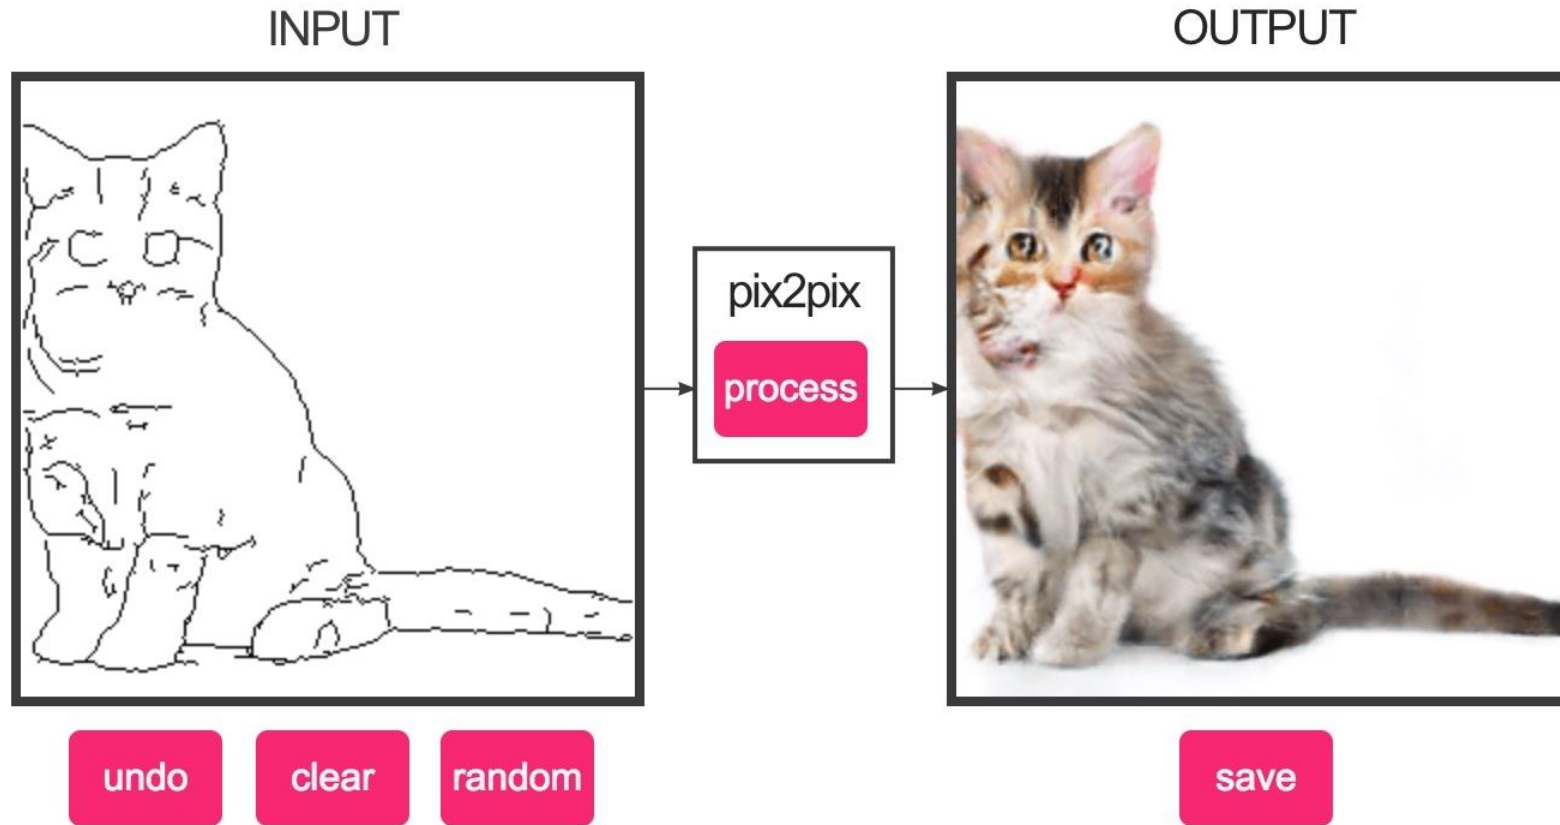 INPUT
OUTPUT
pix2pix
process
undo
clear
random
save